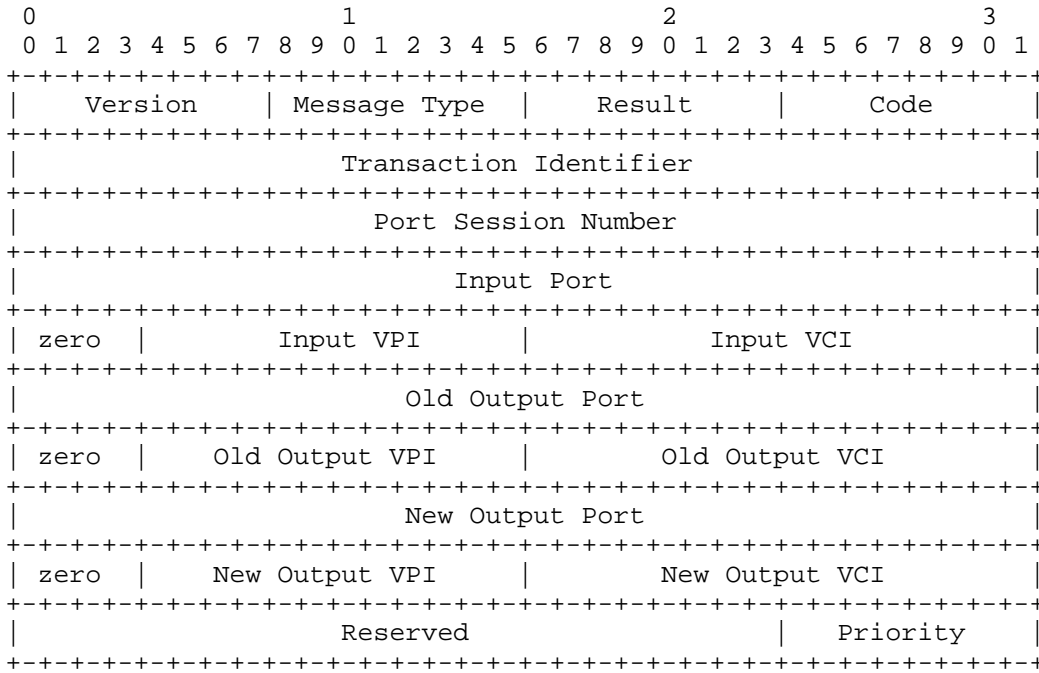 0                   1                   2                   3
 0 1 2 3 4 5 6 7 8 9 0 1 2 3 4 5 6 7 8 9 0 1 2 3 4 5 6 7 8 9 0 1
+-+-+-+-+-+-+-+-+-+-+-+-+-+-+-+-+-+-+-+-+-+-+-+-+-+-+-+-+-+-+-+-+
|    Version    | Message Type  |    Result     |     Code      |
+-+-+-+-+-+-+-+-+-+-+-+-+-+-+-+-+-+-+-+-+-+-+-+-+-+-+-+-+-+-+-+-+
|                    Transaction Identifier                     |
+-+-+-+-+-+-+-+-+-+-+-+-+-+-+-+-+-+-+-+-+-+-+-+-+-+-+-+-+-+-+-+-+
|                      Port Session Number                      |
+-+-+-+-+-+-+-+-+-+-+-+-+-+-+-+-+-+-+-+-+-+-+-+-+-+-+-+-+-+-+-+-+
|                           Input Port                          |
+-+-+-+-+-+-+-+-+-+-+-+-+-+-+-+-+-+-+-+-+-+-+-+-+-+-+-+-+-+-+-+-+
| zero  |        Input VPI      |           Input VCI           |
+-+-+-+-+-+-+-+-+-+-+-+-+-+-+-+-+-+-+-+-+-+-+-+-+-+-+-+-+-+-+-+-+
|                        Old Output Port                        |
+-+-+-+-+-+-+-+-+-+-+-+-+-+-+-+-+-+-+-+-+-+-+-+-+-+-+-+-+-+-+-+-+
| zero  |    Old Output VPI     |        Old Output VCI         |
+-+-+-+-+-+-+-+-+-+-+-+-+-+-+-+-+-+-+-+-+-+-+-+-+-+-+-+-+-+-+-+-+
|                        New Output Port                        |
+-+-+-+-+-+-+-+-+-+-+-+-+-+-+-+-+-+-+-+-+-+-+-+-+-+-+-+-+-+-+-+-+
| zero  |    New Output VPI     |        New Output VCI         |
+-+-+-+-+-+-+-+-+-+-+-+-+-+-+-+-+-+-+-+-+-+-+-+-+-+-+-+-+-+-+-+-+
|                    Reserved                   |   Priority    |
+-+-+-+-+-+-+-+-+-+-+-+-+-+-+-+-+-+-+-+-+-+-+-+-+-+-+-+-+-+-+-+-+